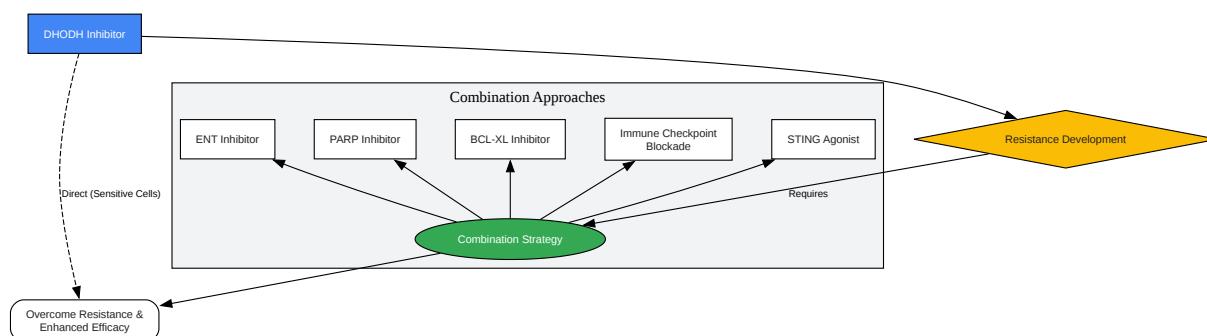 DHODH Inhibitor
Combination Approaches
ENT Inhibitor
PARP Inhibitor
BCL-XL Inhibitor
Immune Checkpoint
Blockade
STING Agonist
Resistance Development
Direct (Sensitive Cells)
Requires
Combination Strategy
Overcome Resistance &
Enhanced Efficacy